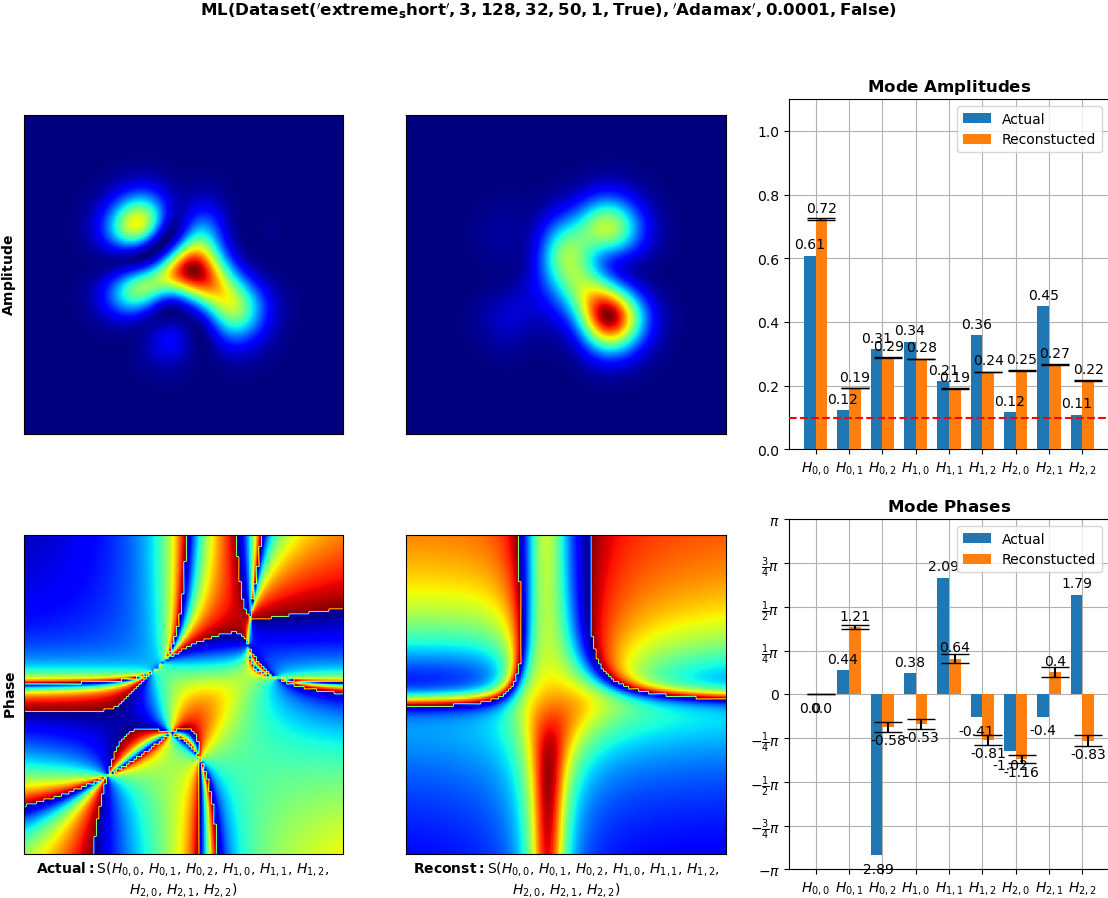 ML(Dataset('extreme_short', 3, 128, 32, 50, 1, True), 'Adamax', 0.0001, False)
Amplitude
Mode Amplitudes
Actual
Reconstucted
1.0
0.8
0.6
0.4
0.2
0.0
0.61
0.72
0.12
0.19
0.31
0.29
0.34
0.28
0.21
0.19
0.36
0.24
0.12
0.25
0.45
0.27
0.11
0.22
H0,0 H0,1 H0,2 H1,0 H1,1 H1,2 H2,0 H2,1 H2,2
Phase
Actual: S(H0,0, H0,1, H0,2, H1,0, H1,1, H1,2,
H2,0, H2,1, H2,2)
Reconst: S(H0,0, H0,1, H0,2, H1,0, H1,1, H1,2,
H2,0, H2,1, H2,2)
Mode Phases
Actual
Reconstucted
π
3/4π
1/2π
1/4π
0
−1/4π
−1/2π
−3/4π
−π
0.0
0.0
0.44
1.21
-2.89
-0.58
0.38
-0.53
2.09
0.64
-0.41
-0.81
-1.02
-1.16
-0.4
0.4
1.79
-0.83
H0,0 H0,1 H0,2 H1,0 H1,1 H1,2 H2,0 H2,1 H2,2